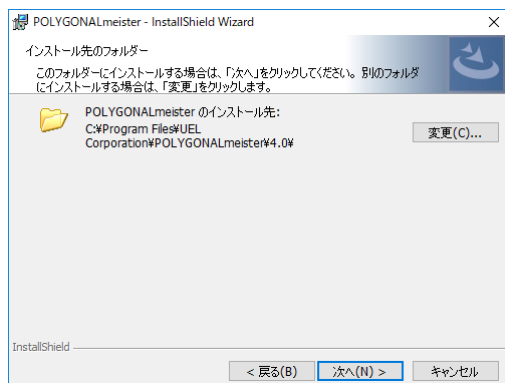 POLYGONALmeister - InstallShield Wizard
インストール先のフォルダー
このフォルダーにインストールする場合は、「次へ」をクリックしてください。別のフォルダ
にインストールする場合は、「変更」をクリックします。
POLYGONALmeister のインストール先:
C:¥Program Files¥UEL
Corporation¥POLYGONALmeister¥4.0¥
変更(C)...
InstallShield
< 戻る(B)
次へ(N) >
キャンセル